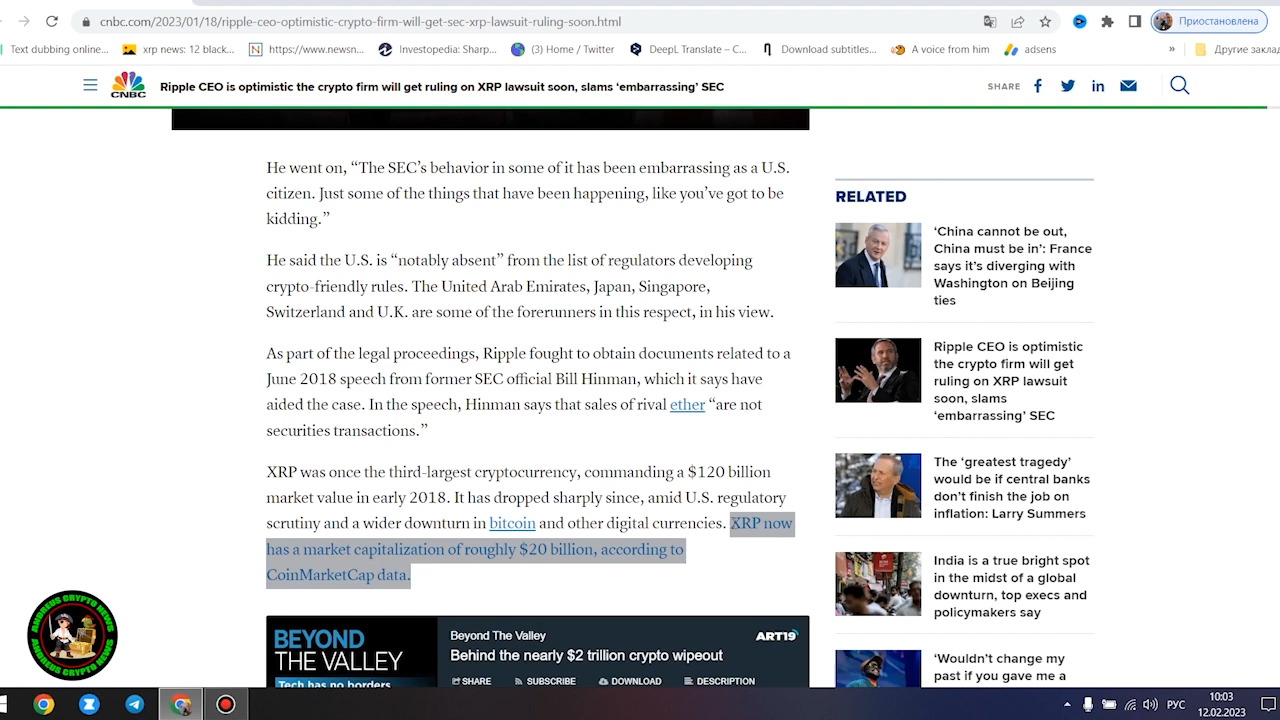 cnbc.com/2023/01/18/ripple-ceo-optimistic-crypto-firm-will-get-sec-xrp-lawsuit-ruling-soon.html
Приостановлена
Text dubbing online...
xrp news: 12 black...
https://www.newsn...
Investopedia: Sharp...
(3) Home / Twitter
DeepL Translate – C...
Download subtitles...
A voice from him
adsens
»
Другие закла
CNBC
Ripple CEO is optimistic the crypto firm will get ruling on XRP lawsuit soon, slams ‘embarrassing’ SEC
SHARE
He went on, “The SEC’s behavior in some of it has been embarrassing as a U.S.
citizen. Just some of the things that have been happening, like you’ve got to be
kidding.”
He said the U.S. is “notably absent” from the list of regulators developing
crypto-friendly rules. The United Arab Emirates, Japan, Singapore,
Switzerland and U.K. are some of the forerunners in this respect, in his view.
As part of the legal proceedings, Ripple fought to obtain documents related to a
June 2018 speech from former SEC official Bill Hinman, which it says have
aided the case. In the speech, Hinman says that sales of rival ether “are not
securities transactions.”
XRP was once the third-largest cryptocurrency, commanding a $120 billion
market value in early 2018. It has dropped sharply since, amid U.S. regulatory
scrutiny and a wider downturn in bitcoin and other digital currencies. XRP now
has a market capitalization of roughly $20 billion, according to
CoinMarketCap data.
BEYOND
THE VALLEY
Tech has no borders
Beyond The Valley
Behind the nearly $2 trillion crypto wipeout
ART19
SHARE
SUBSCRIBE
DOWNLOAD
DESCRIPTION
RELATED
‘China cannot be out,
China must be in’: France
says it’s diverging with
Washington on Beijing
ties
Ripple CEO is optimistic
the crypto firm will get
ruling on XRP lawsuit
soon, slams
‘embarrassing’ SEC
The ‘greatest tragedy’
would be if central banks
don’t finish the job on
inflation: Larry Summers
India is a true bright spot
in the midst of a global
downturn, top execs and
policymakers say
‘Wouldn’t change my
past if you gave me a
ANDREUS CRYPTO NEWS
ANDREUS CRYPTO NEWS
РУС
10:03
12.02.2023